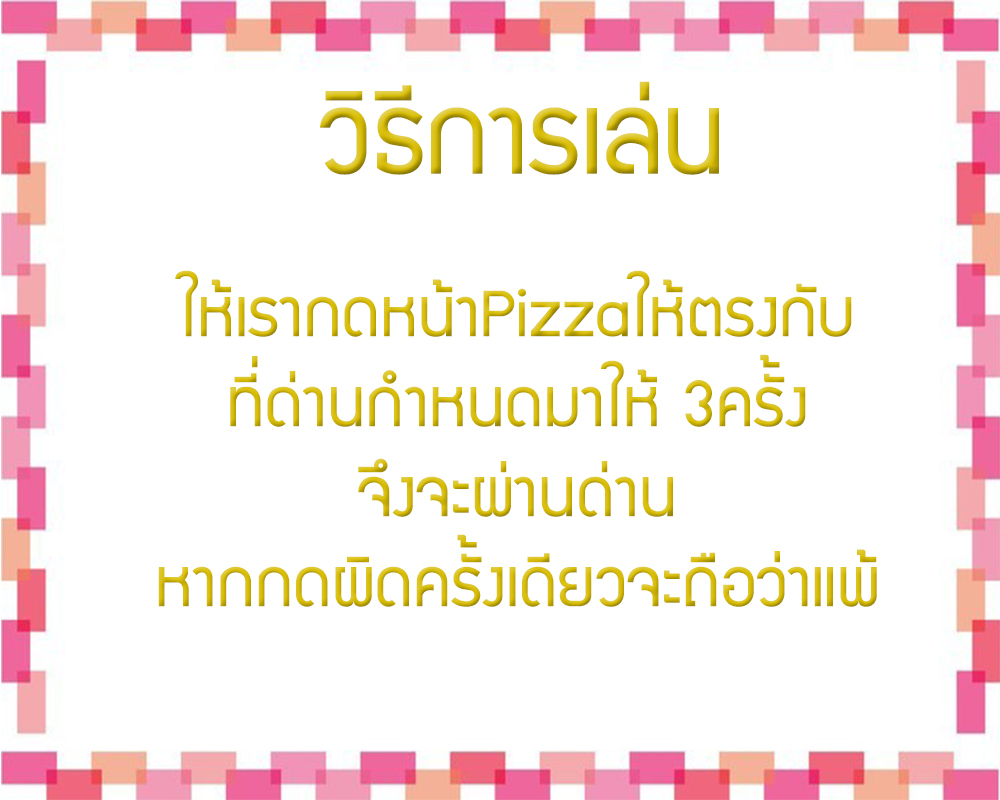 วิธีการเล่น
ให้เรากดหน้าPizzaให้ตรงกับ
ที่ด่านกำหนดมาให้ 3ครั้ง
จึงจะผ่านด่าน
หากกดผิดครั้งเดียวจะถือว่าแพ้